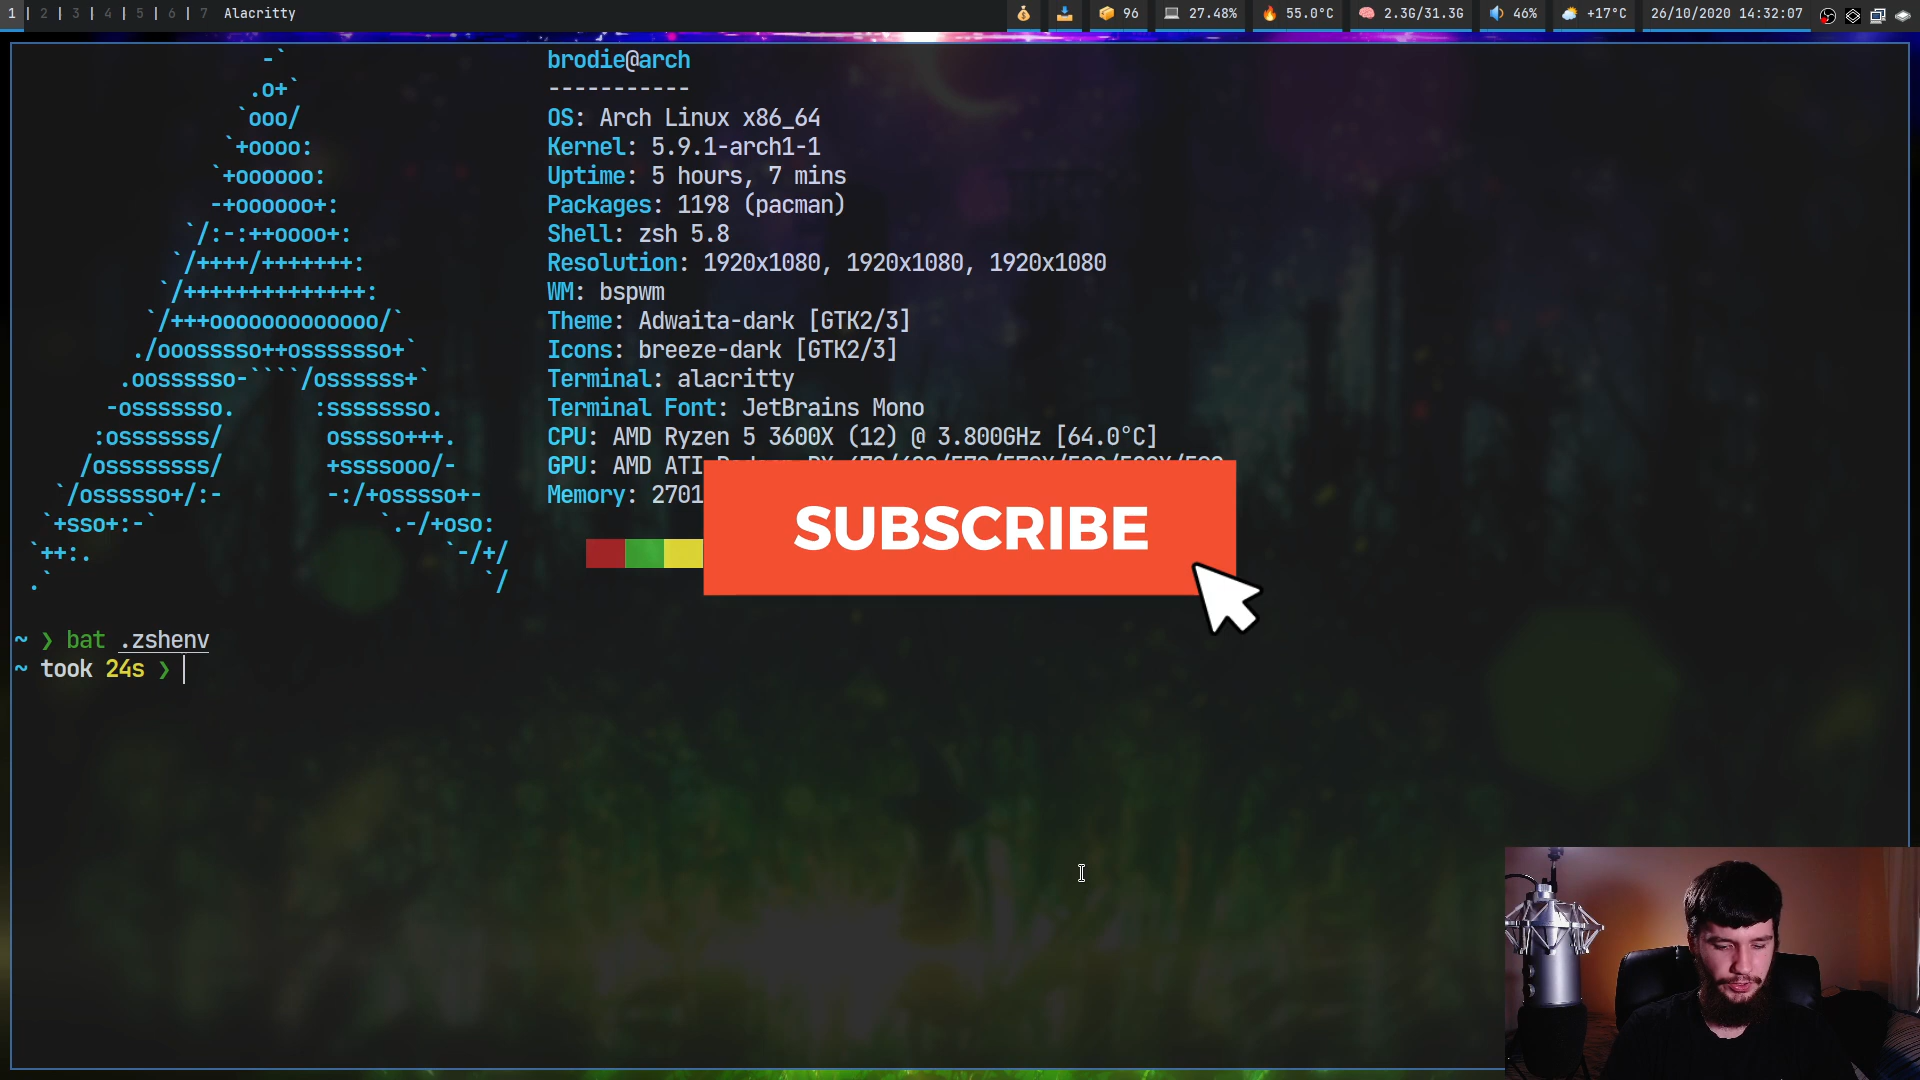 1 | 2 | 3 | 4 | 5 | 6 | 7 Alacritty
96 27.48% 55.0°C 2.3G/31.3G 46% +17°C 26/10/2020 14:32:07
brodie@arch
-----------
OS: Arch Linux x86_64
Kernel: 5.9.1-arch1-1
Uptime: 5 hours, 7 mins
Packages: 1198 (pacman)
Shell: zsh 5.8
Resolution: 1920x1080, 1920x1080, 1920x1080
WM: bspwm
Theme: Adwaita-dark [GTK2/3]
Icons: breeze-dark [GTK2/3]
Terminal: alacritty
Terminal Font: JetBrains Mono
CPU: AMD Ryzen 5 3600X (12) @ 3.800GHz [64.0°C]
GPU: AMD ATI
Memory: 2701
SUBSCRIBE
~ ❯ bat .zshenv
~ took 24s ❯